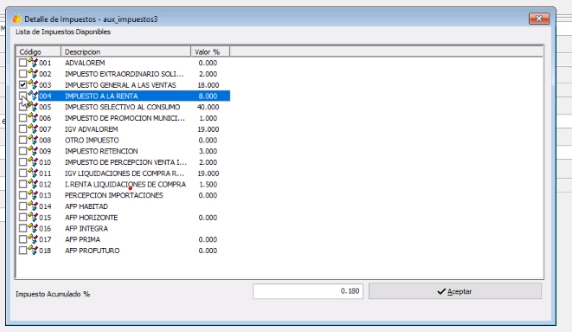 Detalle de Impuestos - aux_impuestos3
Lista de Impuestos Disponibles
Código Descripcion Valor %
001 ADVALOREM 0.000
002 IMPUESTO EXTRAORDINARIO SOLI... 2.000
003 IMPUESTO GENERAL A LAS VENTAS 18.000
004 IMPUESTO A LA RENTA 8.000
005 IMPUESTO SELECTIVO AL CONSUMO 40.000
006 IMPUESTO DE PROMOCION MUNICI... 1.000
007 IGV ADVALOREM 19.000
008 OTRO IMPUESTO 0.000
009 IMPUESTO RETENCION 3.000
010 IMPUESTO DE PERCEPCION VENTA I... 2.000
011 IGV LIQUIDACIONES DE COMPRA R... 19.000
012 I.RENTA LIQUIDACIONES DE COMPRA 1.500
013 PERCEPCION IMPORTACIONES 0.000
014 AFP HABITAD
015 AFP HORIZONTE 0.000
016 AFP INTEGRA
017 AFP PRIMA 0.000
018 AFP PROFUTURO 0.000
Impuesto Acumulado % 0.180 Aceptar